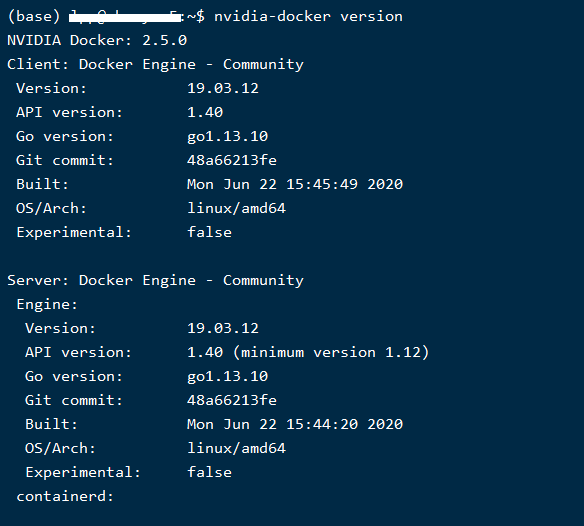 (base) :~$ nvidia-docker version
NVIDIA Docker: 2.5.0
Client: Docker Engine - Community
Version: 19.03.12
API version: 1.40
Go version: go1.13.10
Git commit: 48a66213fe
Built: Mon Jun 22 15:45:49 2020
OS/Arch: linux/amd64
Experimental: false
Server: Docker Engine - Community
Engine:
Version: 19.03.12
API version: 1.40 (minimum version 1.12)
Go version: go1.13.10
Git commit: 48a66213fe
Built: Mon Jun 22 15:44:20 2020
OS/Arch: linux/amd64
Experimental: false
containerd: